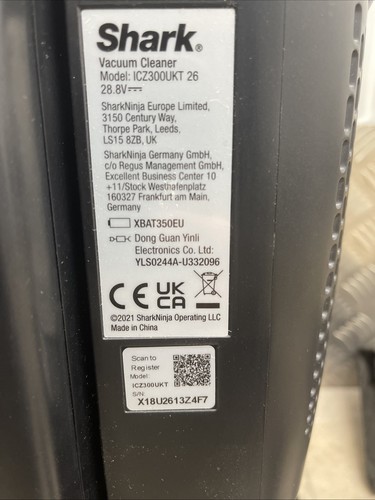 Shark®
Vacuum Cleaner
Model: ICZ300UKT 26
28.8V⎓
SharkNinja Europe Limited,
3150 Century Way,
Thorpe Park, Leeds,
LS15 8ZB, UK
SharkNinja Germany GmbH,
c/o Regus Management GmbH,
Excellent Business Center 10
+11/Stock Westhafenplatz
160327 Frankfurt am Main,
Germany
XBAT350EU
Dong Guan Yinli
Electronics Co. Ltd:
YLS0244A-U332096
CE UK CA
©2021 SharkNinja Operating LLC
Made in China
Scan to
Register
Model:
ICZ300UKT
S/N:
X18U2613Z4F7